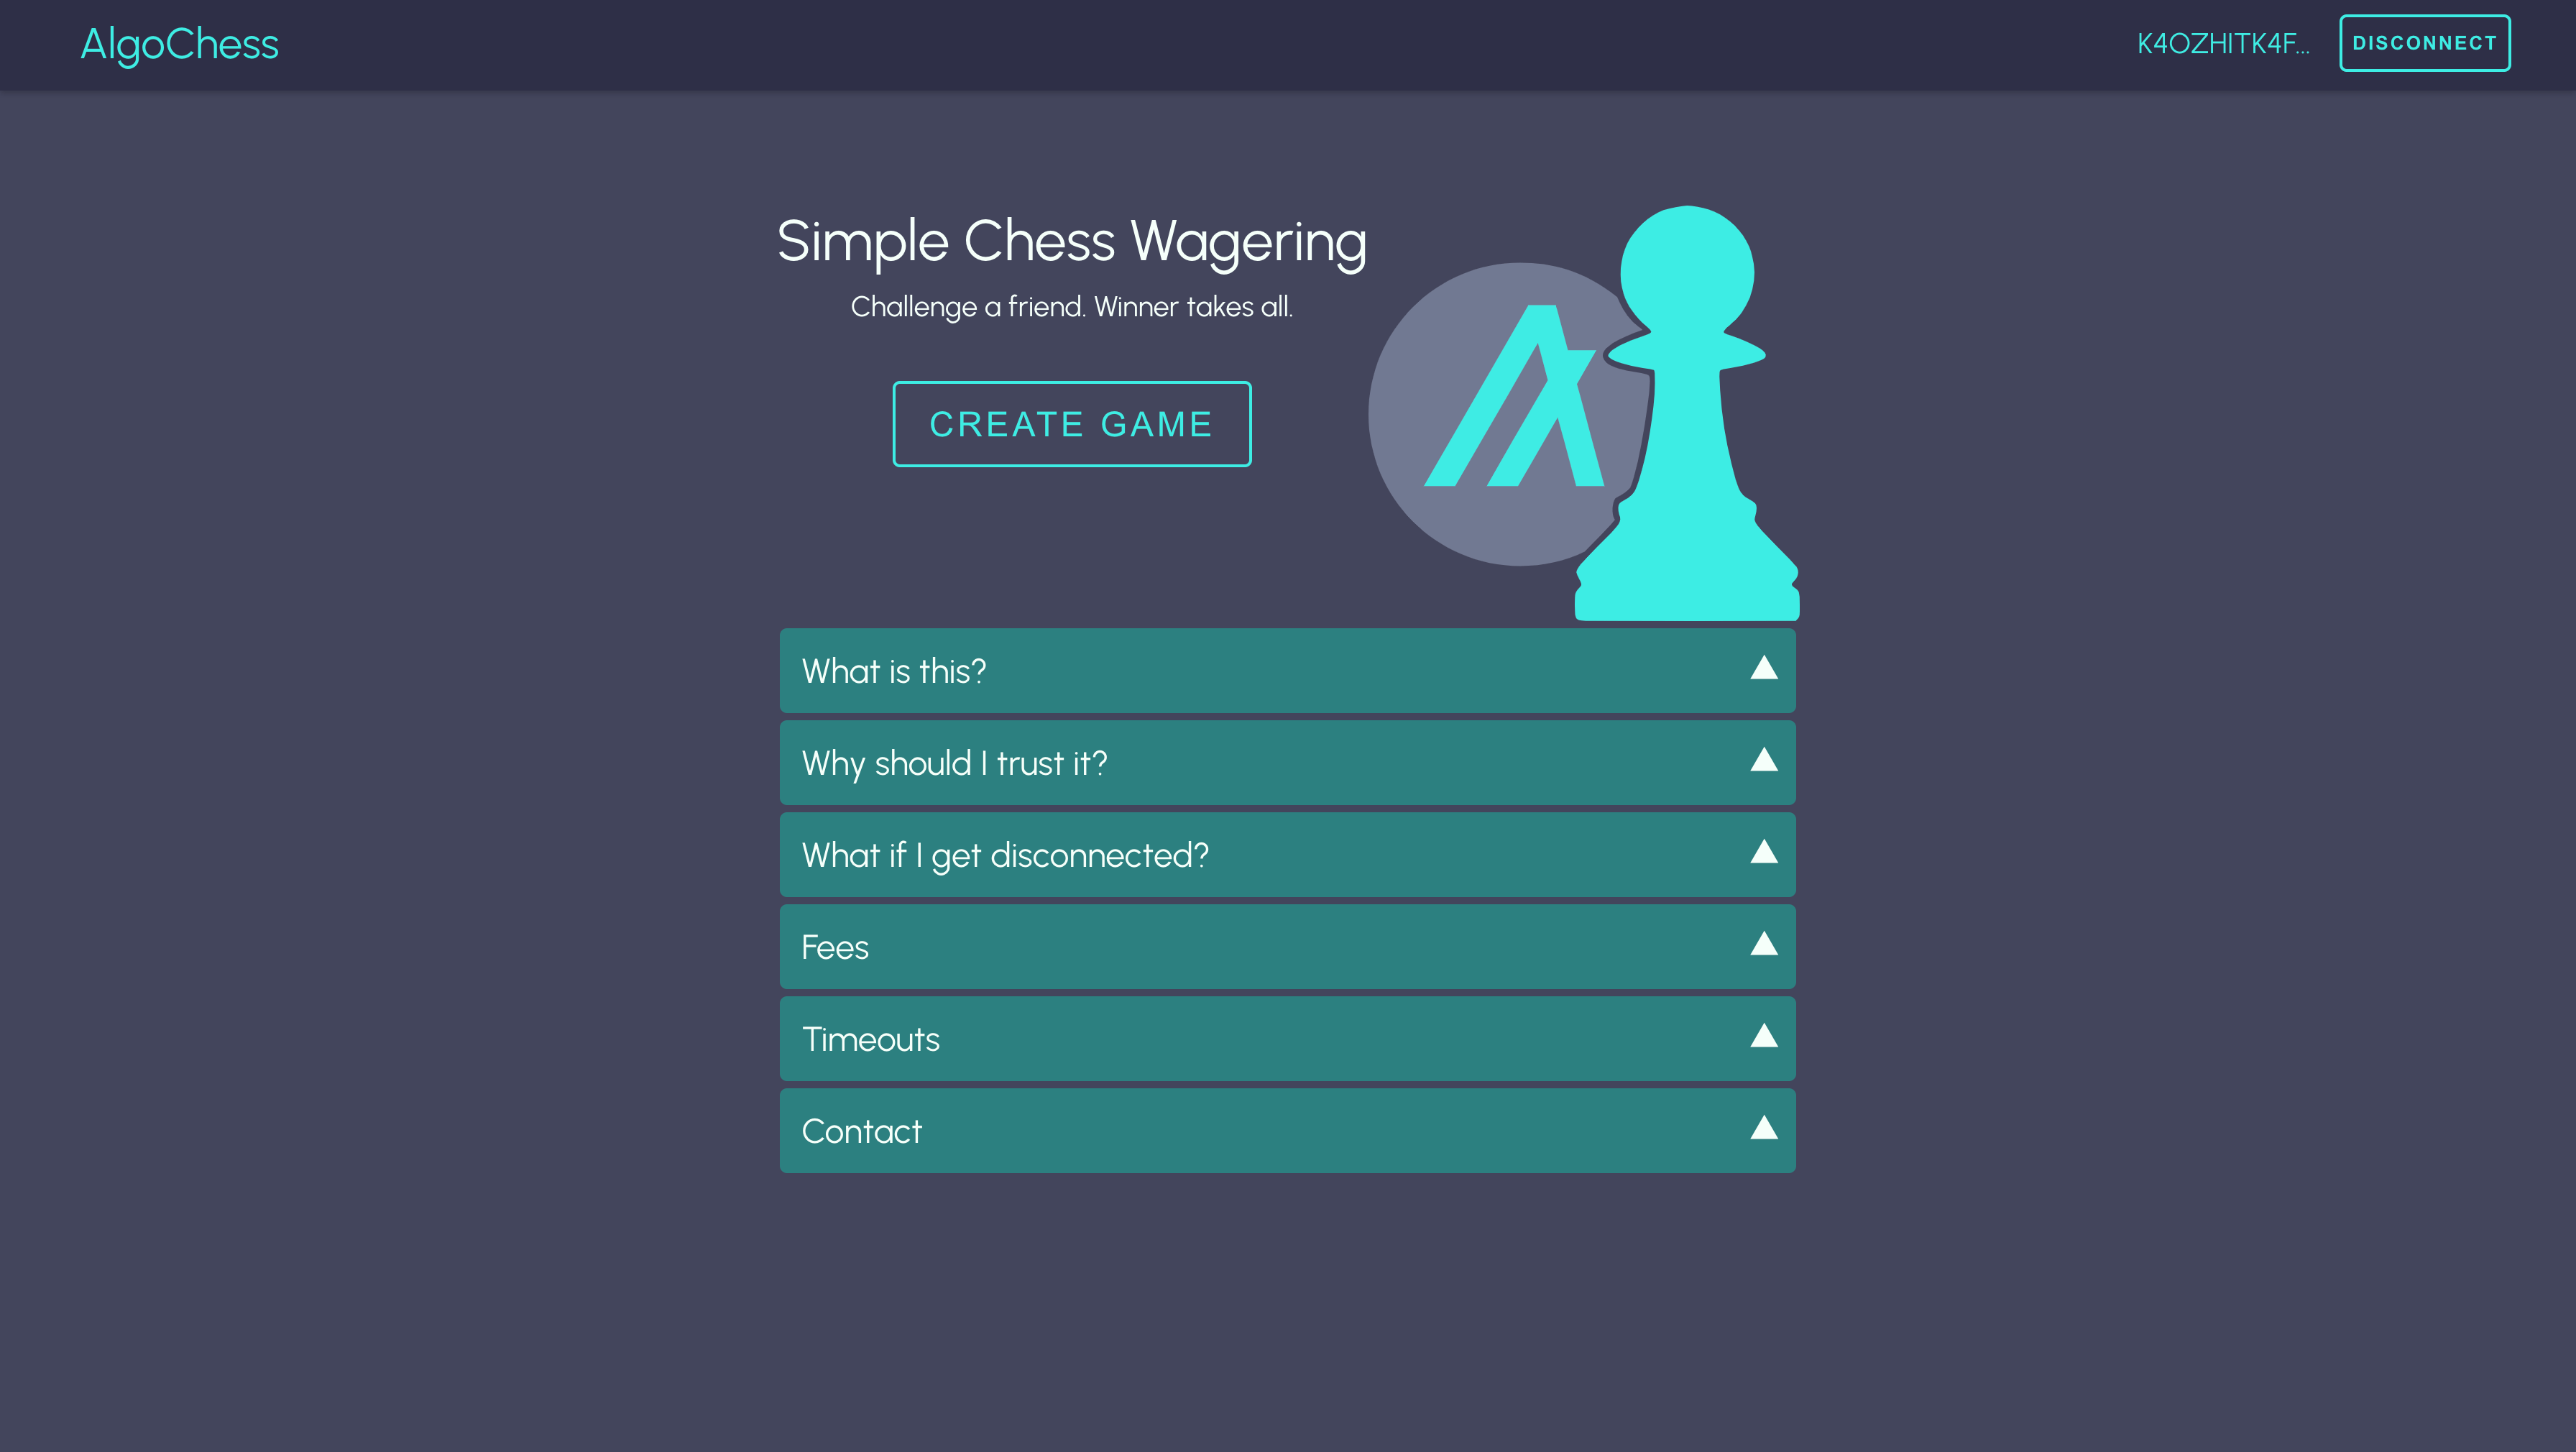 AlgoChess
K4OZHITK4F...
DISCONNECT
Simple Chess Wagering
Challenge a friend. Winner takes all.
CREATE GAME
What is this?
Why should I trust it?
What if I get disconnected?
Fees
Timeouts
Contact